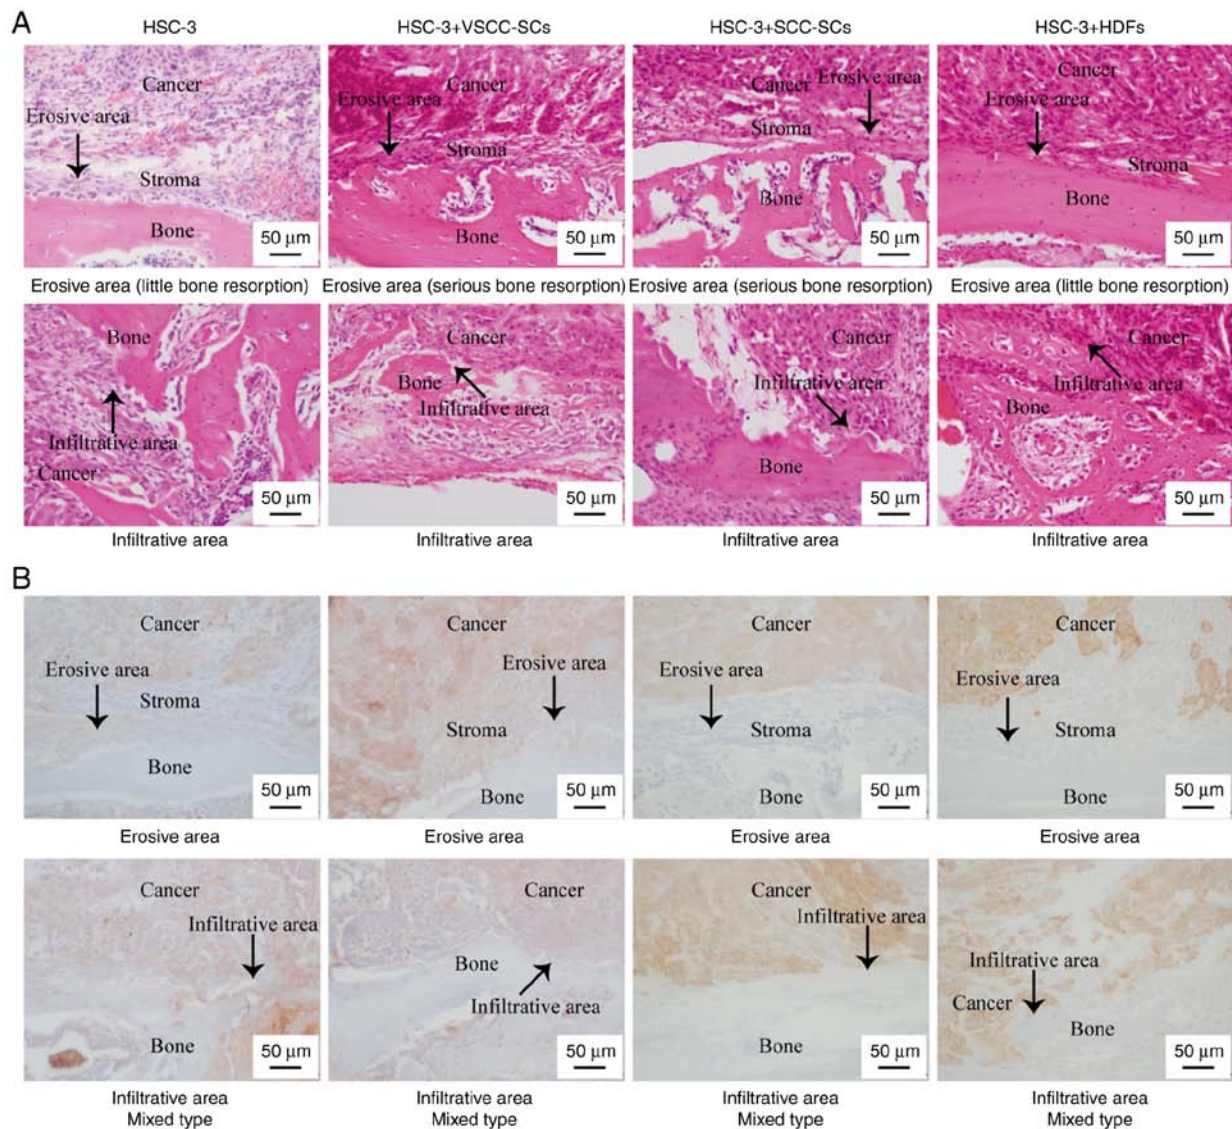 A
HSC-3
HSC-3+VSCC-SCs
HSC-3+SCC-SCs
HSC-3+HDFs
Cancer
Erosive area
Stroma
Bone
50 µm
Cancer
Erosive area
Stroma
Bone
50 µm
Erosive area
Cancer
Stroma
Bone
50 µm
Cancer
Erosive area
Stroma
Bone
50 µm
Erosive area (little bone resorption)
Erosive area (serious bone resorption)
Erosive area (serious bone resorption)
Erosive area (little bone resorption)
Bone
Infiltrative area
Cancer
50 µm
Cancer
Bone
Infiltrative area
50 µm
Cancer
Infiltrative area
Bone
50 µm
Cancer
Infiltrative area
Bone
50 µm
Infiltrative area
Infiltrative area
Infiltrative area
Infiltrative area
B
Cancer
Erosive area
Stroma
Bone
50 µm
Cancer
Erosive area
Stroma
Bone
50 µm
Cancer
Erosive area
Stroma
Bone
50 µm
Cancer
Erosive area
Stroma
Bone
50 µm
Erosive area
Erosive area
Erosive area
Erosive area
Cancer
Infiltrative area
Bone
50 µm
Cancer
Bone
Infiltrative area
50 µm
Cancer
Infiltrative area
Bone
50 µm
Infiltrative area
Cancer
Bone
50 µm
Infiltrative area
Mixed type
Infiltrative area
Mixed type
Infiltrative area
Mixed type
Infiltrative area
Mixed type